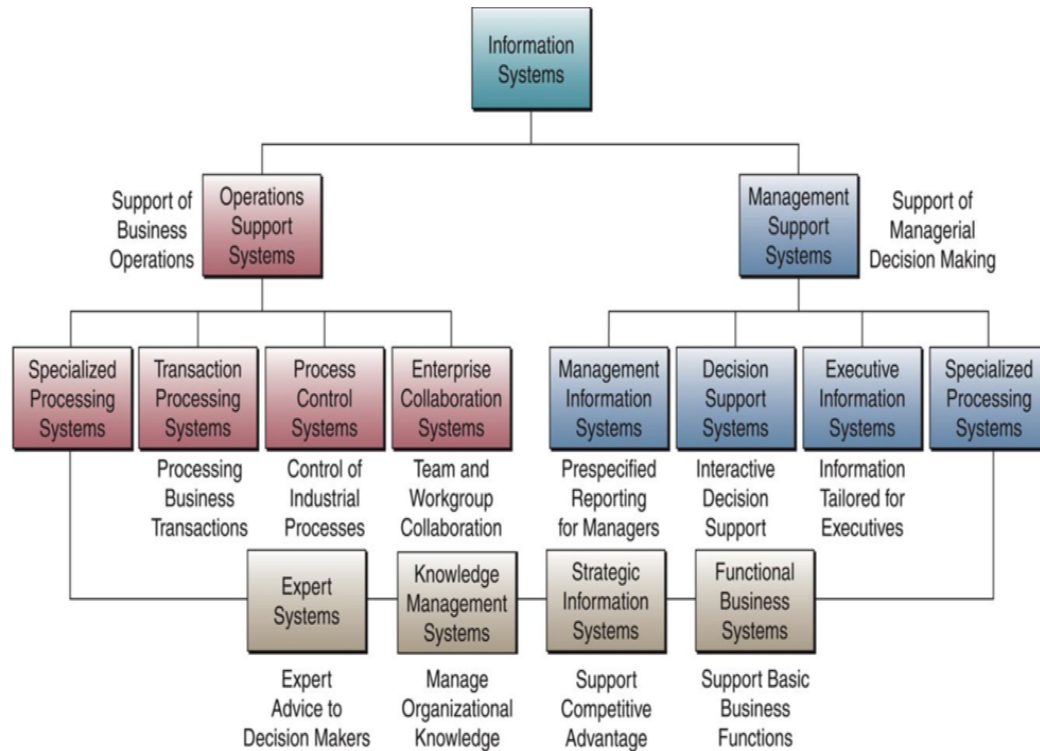 Information
Systems
Support of
Business
Operations
Operations
Support
Systems
Management
Support
Systems
Support of
Managerial
Decision Making
Specialized
Processing
Systems
Transaction
Processing
Systems
Process
Control
Systems
Enterprise
Collaboration
Systems
Management
Information
Systems
Decision
Support
Systems
Executive
Information
Systems
Specialized
Processing
Systems
Processing
Business
Transactions
Control of
Industrial
Processes
Team and
Workgroup
Collaboration
Prespecified
Reporting
for Managers
Interactive
Decision
Support
Information
Tailored for
Executives
Expert
Systems
Knowledge
Management
Systems
Strategic
Information
Systems
Functional
Business
Systems
Expert
Advice to
Decision Makers
Manage
Organizational
Knowledge
Support
Competitive
Advantage
Support Basic
Business
Functions